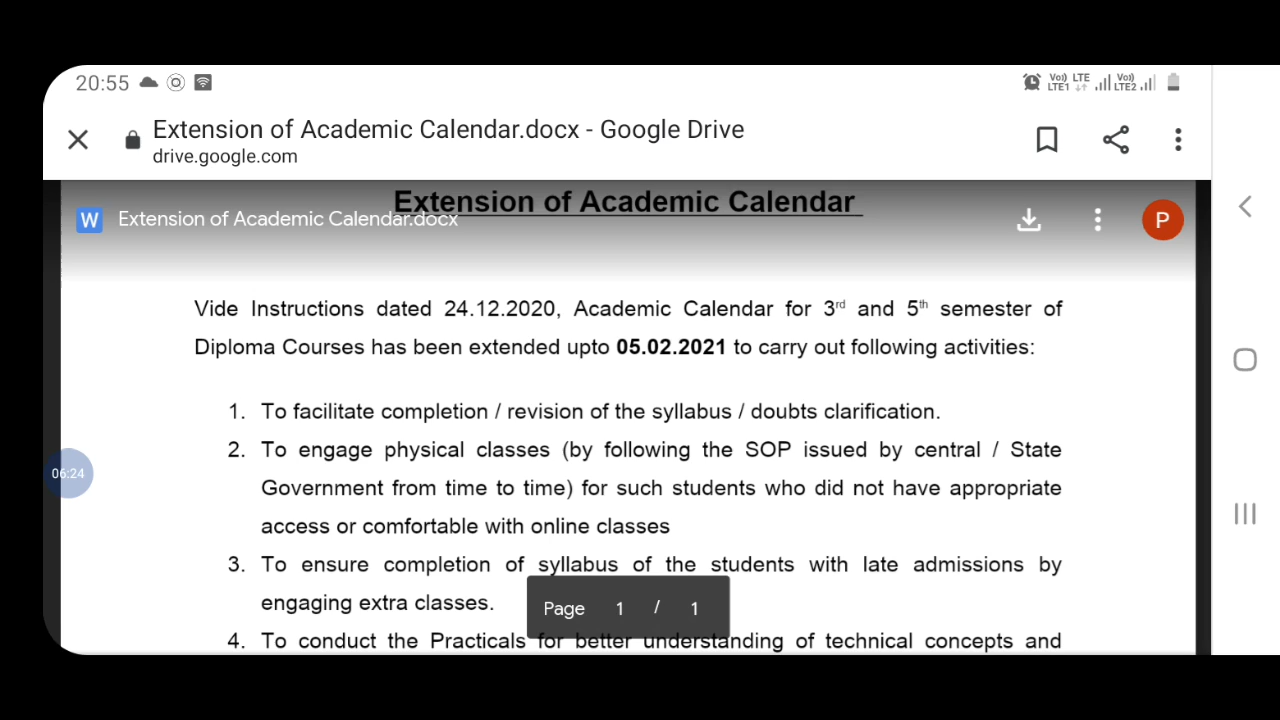 20:55
Vo) LTE1 LTE Vo) LTE2
Extension of Academic Calendar.docx - Google Drive
drive.google.com
Extension of Academic Calendar
W Extension of Academic Calendar.docx P
Vide Instructions dated 24.12.2020, Academic Calendar for 3rd and 5th semester of
Diploma Courses has been extended upto 05.02.2021 to carry out following activities:
1. To facilitate completion / revision of the syllabus / doubts clarification.
2. To engage physical classes (by following the SOP issued by central / State
06:24
Government from time to time) for such students who did not have appropriate
access or comfortable with online classes
3. To ensure completion of syllabus of the students with late admissions by
engaging extra classes.
Page 1 / 1
4. To conduct the Practicals for better understanding of technical concepts and